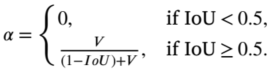 α = { 0, if IoU < 0.5,
V / (1−IoU)+V , if IoU ≥ 0.5.